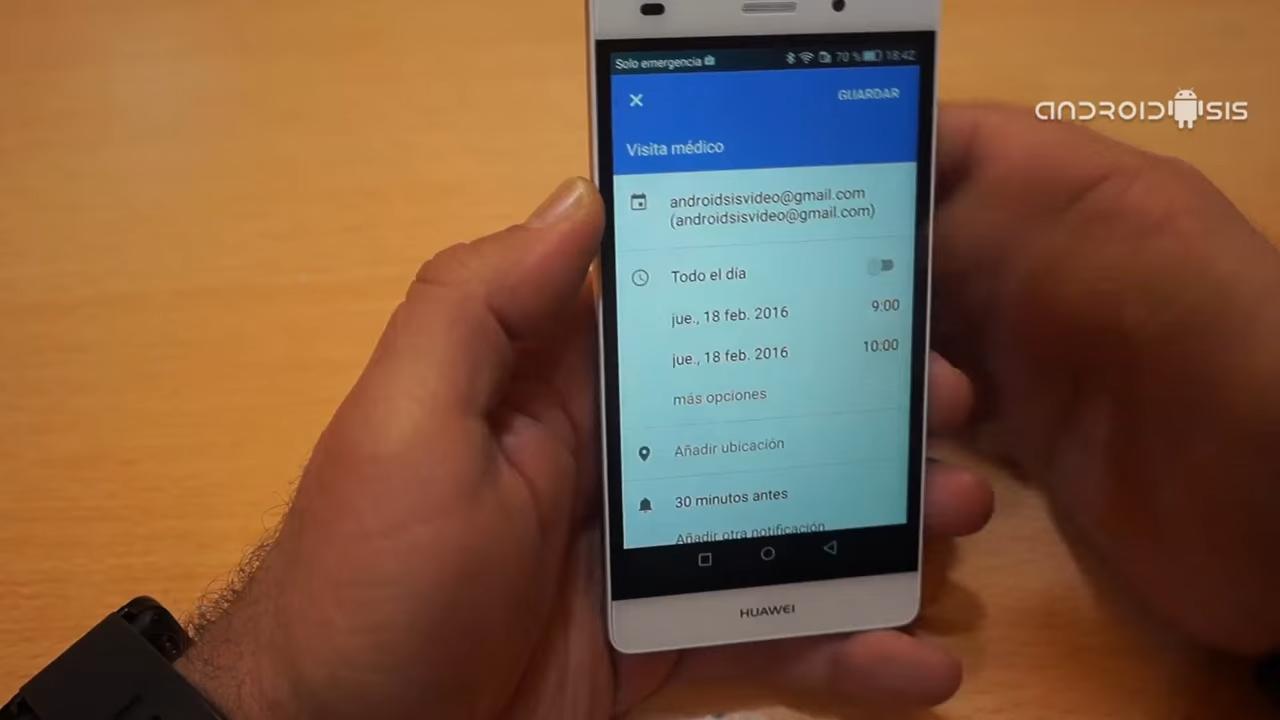 Solo emergencia
70 % 18:42
GUARDAR
Visita médico
androidsisvideo@gmail.com
(androidsisvideo@gmail.com)
Todo el día
jue., 18 feb. 2016 9:00
jue., 18 feb. 2016 10:00
más opciones
Añadir ubicación
30 minutos antes
Añadir otra notificación
HUAWEI
ANDROIDSIS